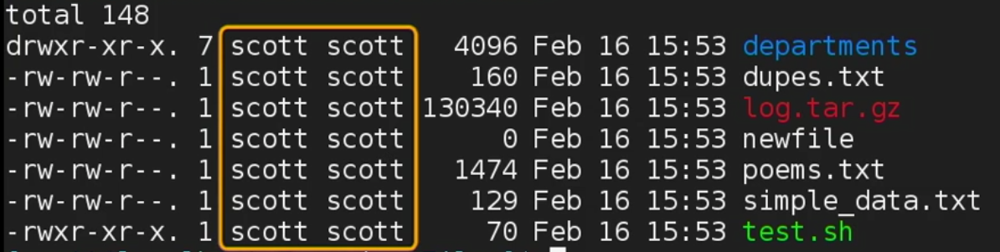 total 148
drwxr-xr-x. 7 scott scott 4096 Feb 16 15:53 departments
-rw-rw-r--. 1 scott scott 160 Feb 16 15:53 dupes.txt
-rw-rw-r--. 1 scott scott 130340 Feb 16 15:53 log.tar.gz
-rw-rw-r--. 1 scott scott 0 Feb 16 15:53 newfile
-rw-rw-r--. 1 scott scott 1474 Feb 16 15:53 poems.txt
-rw-rw-r--. 1 scott scott 129 Feb 16 15:53 simple_data.txt
-rwxr-xr-x. 1 scott scott 70 Feb 16 15:53 test.sh